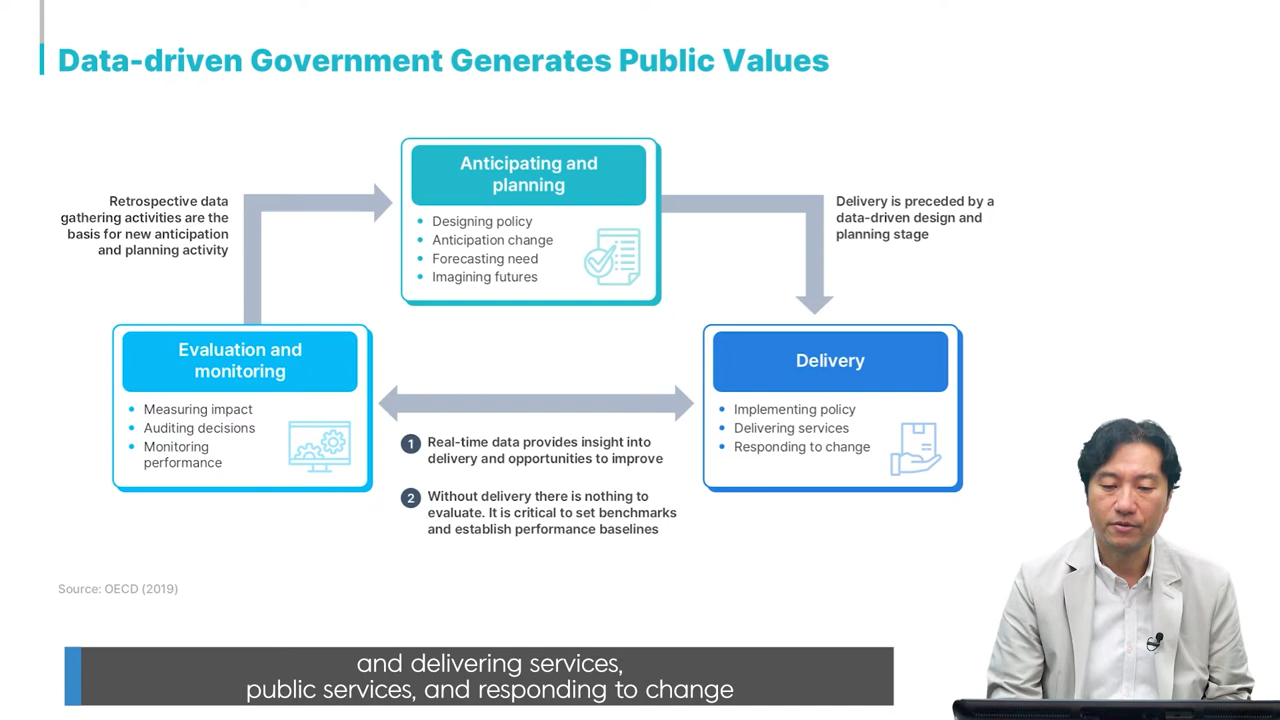 Data-driven Government Generates Public Values
Anticipating and
planning
• Designing policy
• Anticipation change
• Forecasting need
• Imagining futures
Retrospective data
gathering activities are the
basis for new anticipation
and planning activity
Delivery is preceded by a
data-driven design and
planning stage
Evaluation and
monitoring
• Measuring impact
• Auditing decisions
• Monitoring
performance
Delivery
• Implementing policy
• Delivering services
• Responding to change
1 Real-time data provides insight into
delivery and opportunities to improve
2 Without delivery there is nothing to
evaluate. It is critical to set benchmarks
and establish performance baselines
Source: OECD (2019)
and delivering services,
public services, and responding to change